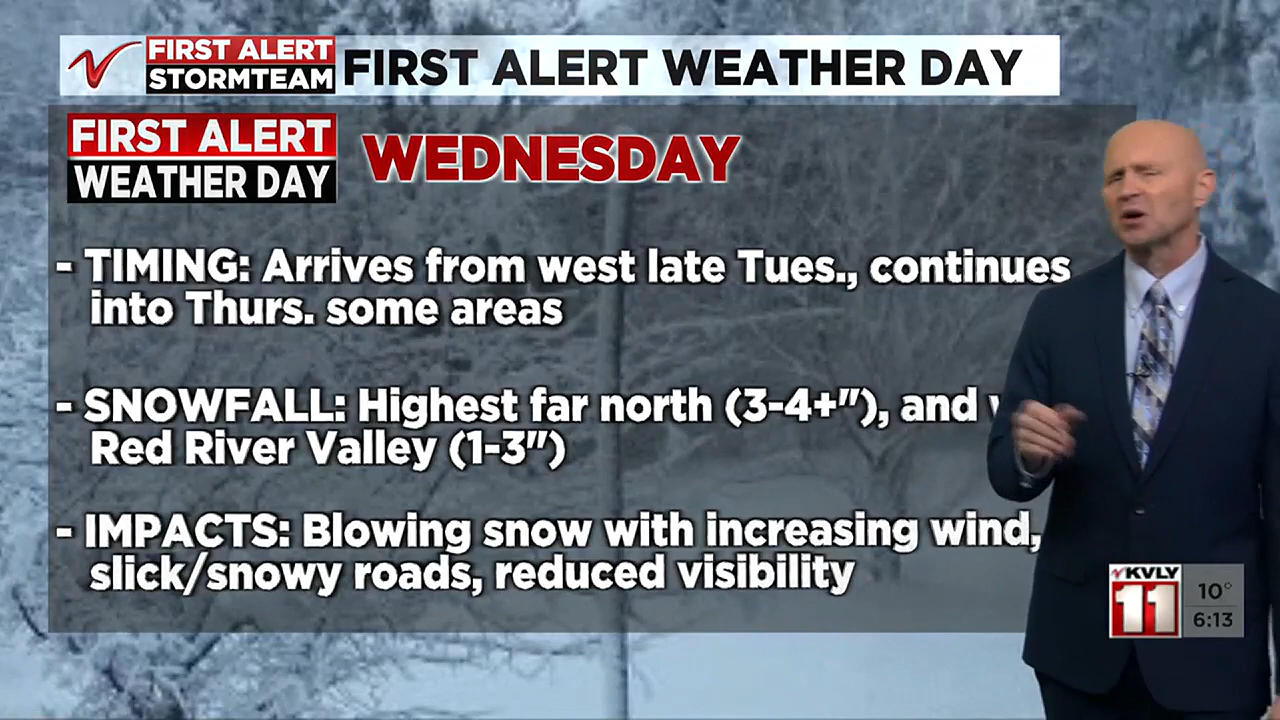 FIRST ALERT
STORMTEAM
FIRST ALERT WEATHER DAY
FIRST ALERT
WEATHER DAY
WEDNESDAY
- TIMING: Arrives from west late Tues., continues
into Thurs. some areas
- SNOWFALL: Highest far north (3-4+"), and
Red River Valley (1-3")
- IMPACTS: Blowing snow with increasing wind,
slick/snowy roads, reduced visibility
KVLY
11
10°
6:13